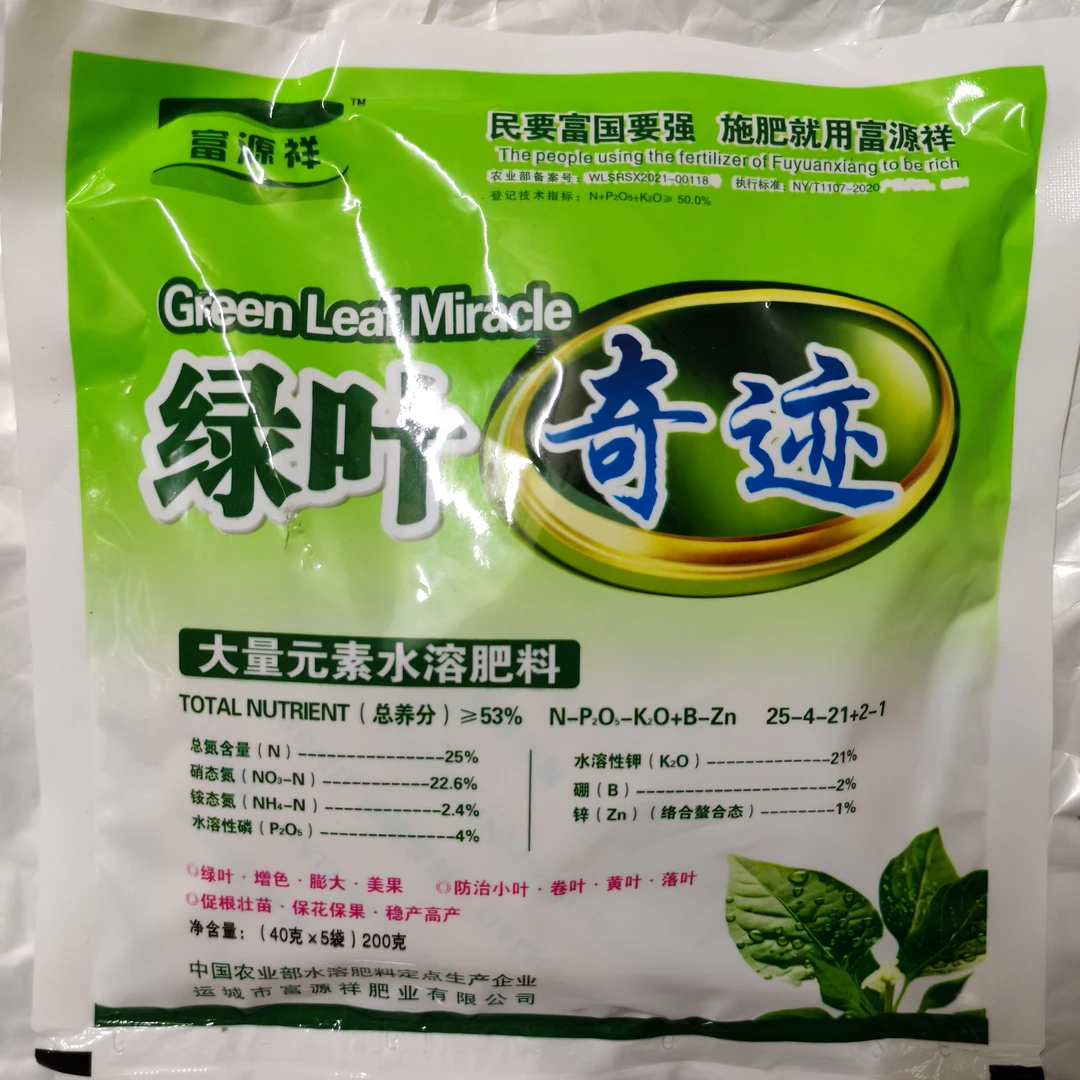 富源祥 TM
民要富国要强 施肥就用富源祥
The people using the fertilizer of Fuyuanxiang to be rich
农业部备案号：WLSRSX2021-00118 执行标准：NY/T1107-2020
登记技术指标：N+P₂O₅+K₂O≥50.0%
Green Leaf Miracle
绿叶奇迹
大量元素水溶肥料
TOTAL NUTRIENT（总养分）≥53% N-P₂O₅-K₂O+B-Zn 25-4-21+2-1
总氮含量（N）----------------25%
硝态氮（NO₃-N）------------22.6%
铵态氮（NH₄-N）-------------2.4%
水溶性磷（P₂O₅）--------------4%
水溶性钾（K₂O）--------------21%
硼（B）-----------------------2%
锌（Zn）（络合螯合态）--------1%
绿叶·增色·膨大·美果 防治小叶·卷叶·黄叶·落叶
促根壮苗·保花保果·稳产高产
净含量：（40克×5袋）200克
中国农业部水溶肥料定点生产企业
运城市富源祥肥业有限公司